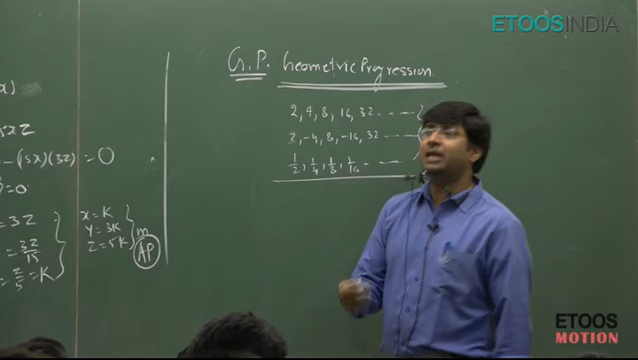 ETOOSINDIA
G.P. Geometric Progression
2, 4, 8, 16, 32 - - - -
2, -4, 8, -16, 32 - - -
1/2, 1/4, 1/8, 1/16 - - - -
5xz
- (5x)(3z) = 0
= 0
= 3z
= 3z/15
= z/5 = K
x = K
y = 3K
z = 5K
in
AP
ETOOS
MOTION